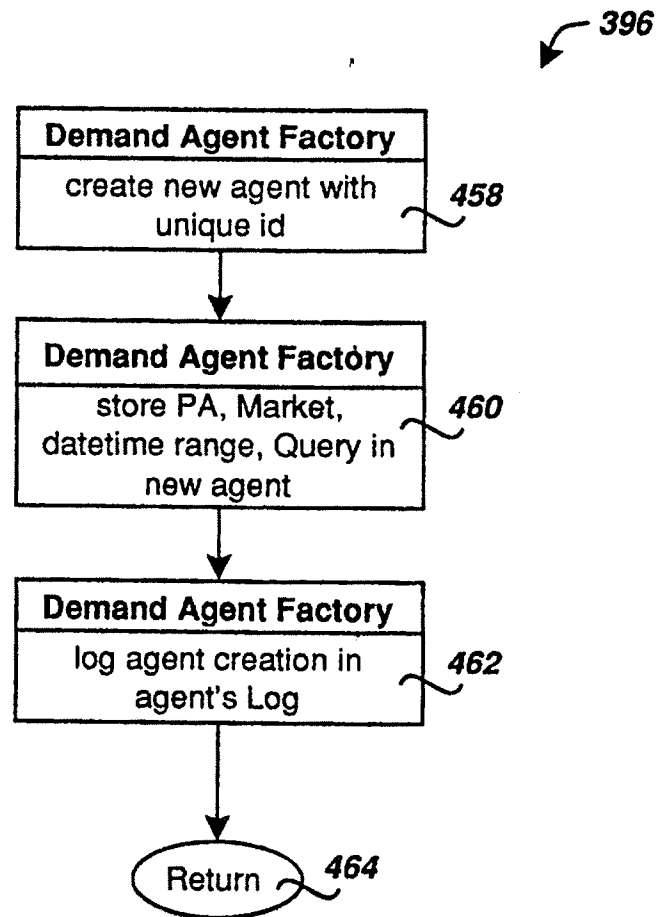 396
Demand Agent Factory
create new agent with
unique id
458
Demand Agent Factory
store PA, Market,
datetime range, Query in
new agent
460
Demand Agent Factory
log agent creation in
agent's Log
462
Return
464